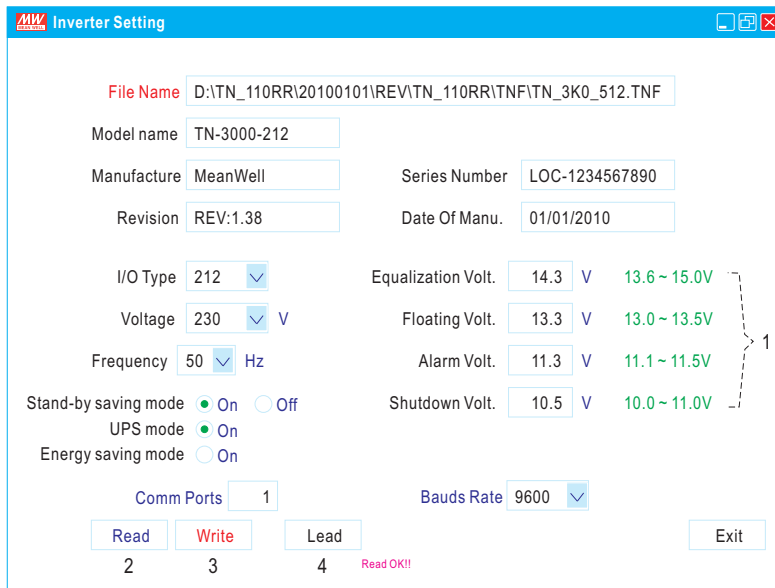 MW MEAN WELL Inverter Setting
File Name D:\TN_110RR\20100101\REV\TN_110RR\TNF\TN_3K0_512.TNF
Model name TN-3000-212
Manufacture MeanWell Series Number LOC-1234567890
Revision REV:1.38 Date Of Manu. 01/01/2010
I/O Type 212 Equalization Volt. 14.3 V 13.6 ~ 15.0V
Voltage 230 V Floating Volt. 13.3 V 13.0 ~ 13.5V
1
Frequency 50 Hz Alarm Volt. 11.3 V 11.1 ~ 11.5V
Stand-by saving mode On Off Shutdown Volt. 10.5 V 10.0 ~ 11.0V
UPS mode On
Energy saving mode On
Comm Ports 1 Bauds Rate 9600
Read Write Lead Exit
2 3 4 Read OK!!